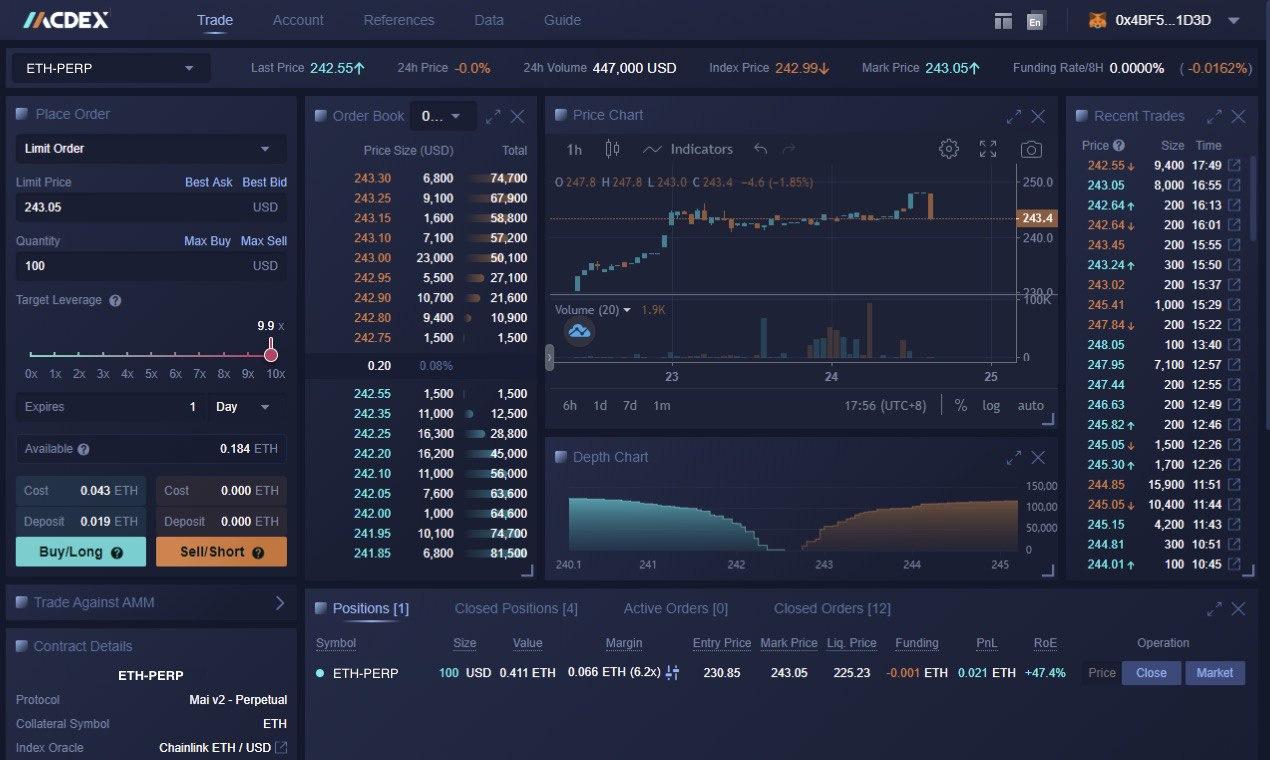 MCDEX Trade Account References Data Guide En 0x4BF5...1D3D
ETH-PERP Last Price 242.55↑ 24h Price -0.0% 24h Volume 447,000 USD Index Price 242.99↓ Mark Price 243.05↑ Funding Rate/8H 0.0000% ( -0.0162%)
Place Order
Limit Order
Limit Price Best Ask Best Bid
243.05 USD
Quantity Max Buy Max Sell
100 USD
Target Leverage ?
9.9 x
0x 1x 2x 3x 4x 5x 6x 7x 8x 9x 10x
Expires 1 Day
Available ? 0.184 ETH
Cost 0.043 ETH Cost 0.000 ETH
Deposit 0.019 ETH Deposit 0.000 ETH
Buy/Long ? Sell/Short ?
Trade Against AMM
Contract Details
ETH-PERP
Protocol Mai v2 - Perpetual
Collateral Symbol ETH
Index Oracle Chainlink ETH / USD
Order Book 0...
Price Size (USD) Total
243.30 6,800 74,700
243.25 9,100 67,900
243.15 1,600 58,800
243.10 7,100 57,200
243.00 23,000 50,100
242.95 5,500 27,100
242.90 10,700 21,600
242.80 9,400 10,900
242.75 1,500 1,500
0.20 0.08%
242.55 1,500 1,500
242.35 11,000 12,500
242.25 16,300 28,800
242.20 16,200 45,000
242.10 11,000 56,000
242.05 7,600 63,600
242.00 1,000 64,600
241.95 10,100 74,700
241.85 6,800 81,500
Price Chart
1h Indicators
O 247.8 H 247.8 L 243.0 C 243.4 −4.6 (−1.85%)
250.0
243.4
240.0
230.0
Volume (20) 1.9K
100K
0
23 24 25
6h 1d 7d 1m 17:56 (UTC+8) % log auto
Depth Chart
150,00
100,00
50,000
0
240.1 241 242 243 244 245
Recent Trades
Price ? Size Time
242.55↓ 9,400 17:49
243.05 8,000 16:55
242.64↑ 200 16:13
242.64↓ 200 16:01
243.45 200 15:55
243.24↑ 300 15:50
243.02 200 15:37
245.41 1,000 15:29
247.84↓ 200 15:22
248.05 100 13:40
247.95 7,100 12:57
247.44 200 12:55
246.63 200 12:49
245.82↑ 200 12:46
245.05↓ 1,500 12:26
245.30↑ 1,700 12:26
244.85 15,900 11:51
245.05↓ 10,400 11:44
245.15 4,200 11:43
244.81 300 10:51
244.01↑ 100 10:45
Positions [1] Closed Positions [4] Active Orders [0] Closed Orders [12]
Symbol Size Value Margin Entry Price Mark Price Liq. Price Funding PnL RoE Operation
ETH-PERP 100 USD 0.411 ETH 0.066 ETH (6.2x) 230.85 243.05 225.23 -0.001 ETH 0.021 ETH +47.4% Price Close Market